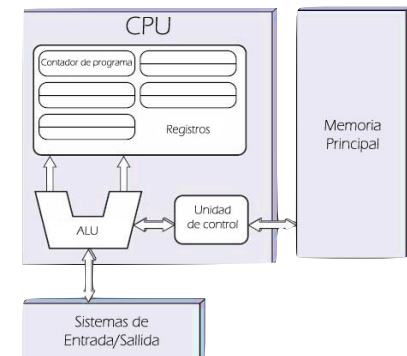 CPU
Contador de programa
Registros
Memoria
Principal
Unidad
de control
ALU
Sistemas de
Entrada/Sallida